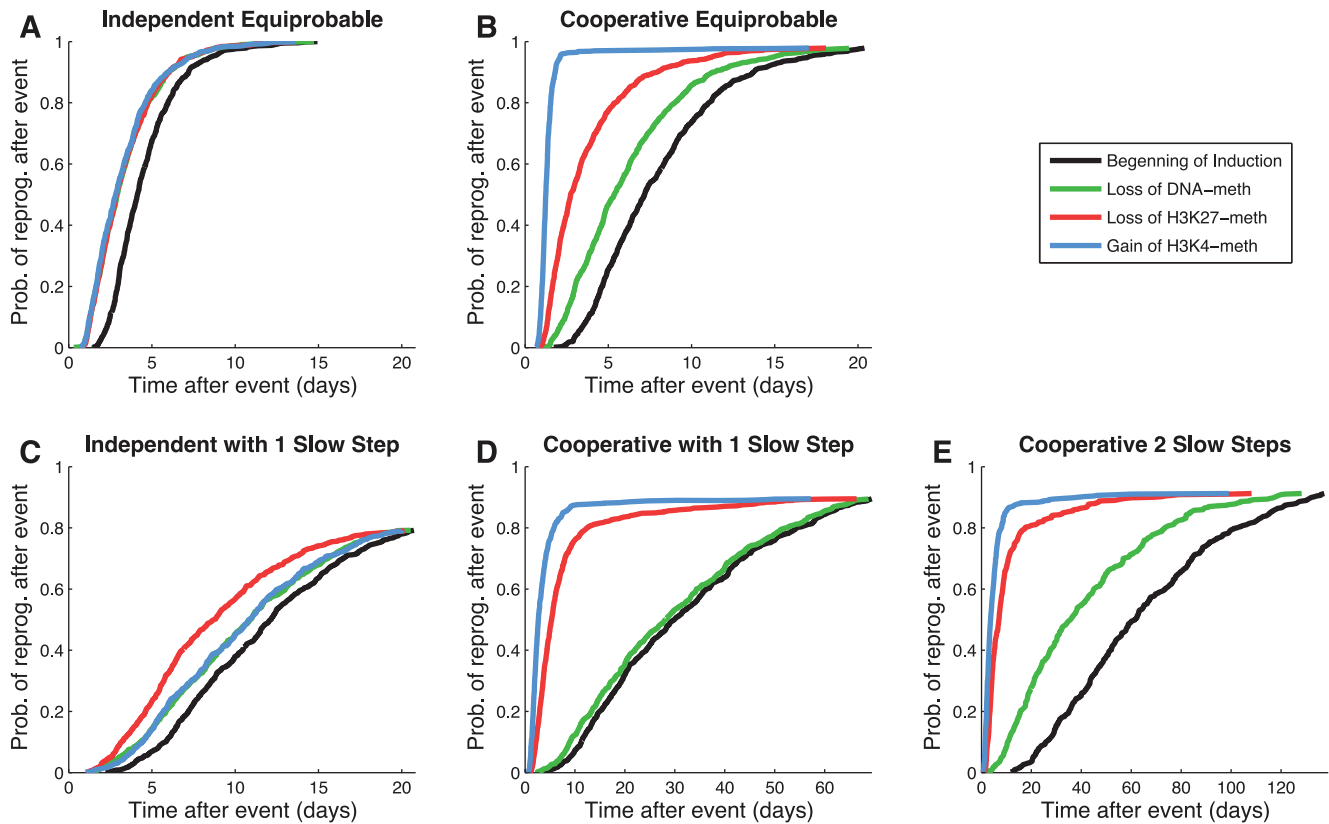 A
Independent Equiprobable
Prob. of reprog. after event
1
0.8
0.6
0.4
0.2
0
0 5 10 15 20
Time after event (days)
B
Cooperative Equiprobable
Prob. of reprog. after event
1
0.8
0.6
0.4
0.2
0
0 5 10 15 20
Time after event (days)
Begenning of Induction
Loss of DNA−meth
Loss of H3K27−meth
Gain of H3K4−meth
C
Independent with 1 Slow Step
Prob. of reprog. after event
1
0.8
0.6
0.4
0.2
0
0 5 10 15 20
Time after event (days)
D
Cooperative with 1 Slow Step
Prob. of reprog. after event
1
0.8
0.6
0.4
0.2
0
0 10 20 30 40 50 60
Time after event (days)
E
Cooperative 2 Slow Steps
Prob. of reprog. after event
1
0.8
0.6
0.4
0.2
0
0 20 40 60 80 100 120
Time after event (days)